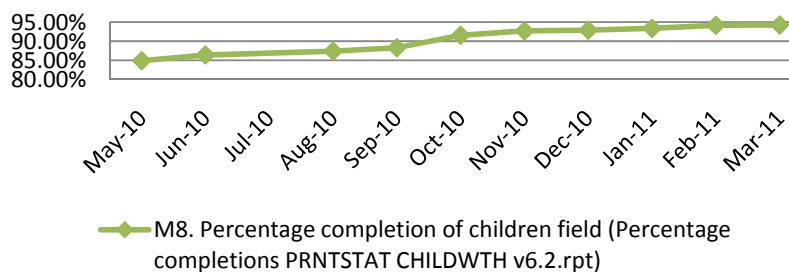 95.00%
90.00%
85.00%
80.00%
May-10
Jun-10
Jul-10
Aug-10
Sep-10
Oct-10
Nov-10
Dec-10
Jan-11
Feb-11
Mar-11
M8. Percentage completion of children field (Percentage
completions PRNTSTAT CHILDWTH v6.2.rpt)